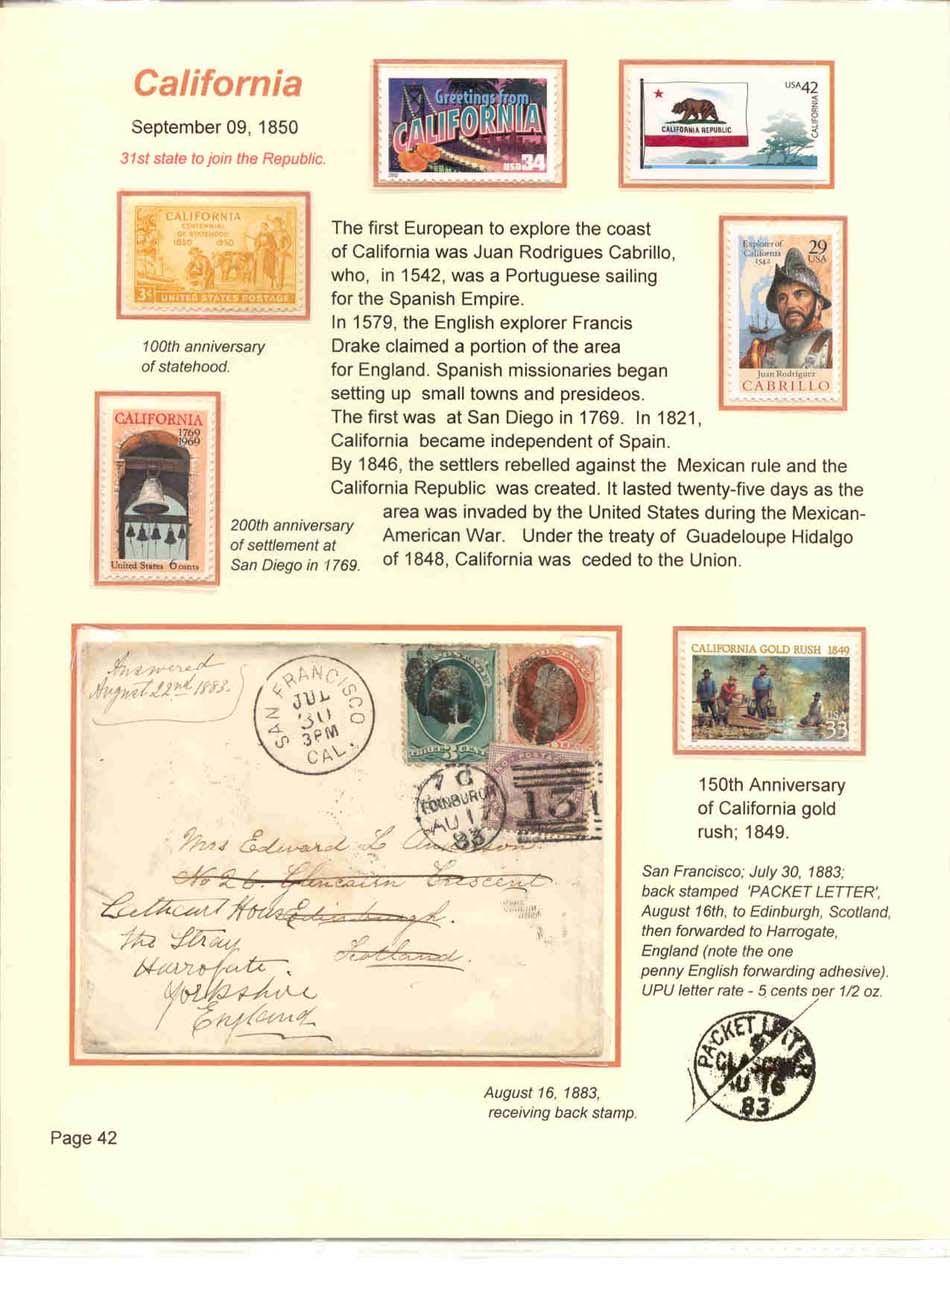 California
September 09, 1850
31st state to join the Republic.
Greetings from
CALIFORNIA
USA34
USA42
CALIFORNIA
CALIFORNIA REPUBLIC
CALIFORNIA
CENTENNIAL
OF STATEHOOD
1850 1950
3¢ UNITED STATES POSTAGE
100th anniversary
of statehood.
The first European to explore the coast
of California was Juan Rodrigues Cabrillo,
who, in 1542, was a Portuguese sailing
for the Spanish Empire.
In 1579, the English explorer Francis
Drake claimed a portion of the area
for England. Spanish missionaries began
setting up small towns and presideos.
The first was at San Diego in 1769. In 1821,
California became independent of Spain.
By 1846, the settlers rebelled against the Mexican rule and the
California Republic was created. It lasted twenty-five days as the
area was invaded by the United States during the Mexican-
American War. Under the treaty of Guadeloupe Hidalgo
of 1848, California was ceded to the Union.
Explorer of
California
1542
29
USA
Juan Rodríguez
CABRILLO
CALIFORNIA
1769
1969
United States 6 cents
200th anniversary
of settlement at
San Diego in 1769.
Answered
August 22nd 1883.
SAN FRANCISCO
JUL
30
3PM
CAL.
EDINBURGH
AU 17
83
131
Mrs Edward L
No 26. Glencairn Crescent
Edinburgh.
Scotland.
The Stray
Harrogate.
Yorkshire
England
CALIFORNIA GOLD RUSH 1849
USA
33
150th Anniversary
of California gold
rush; 1849.
San Francisco; July 30, 1883;
back stamped 'PACKET LETTER',
August 16th, to Edinburgh, Scotland,
then forwarded to Harrogate,
England (note the one
penny English forwarding adhesive).
UPU letter rate - 5 cents per 1/2 oz.
PACKET LETTER
GLASGOW
AU 16
83
August 16, 1883,
receiving back stamp.
Page 42